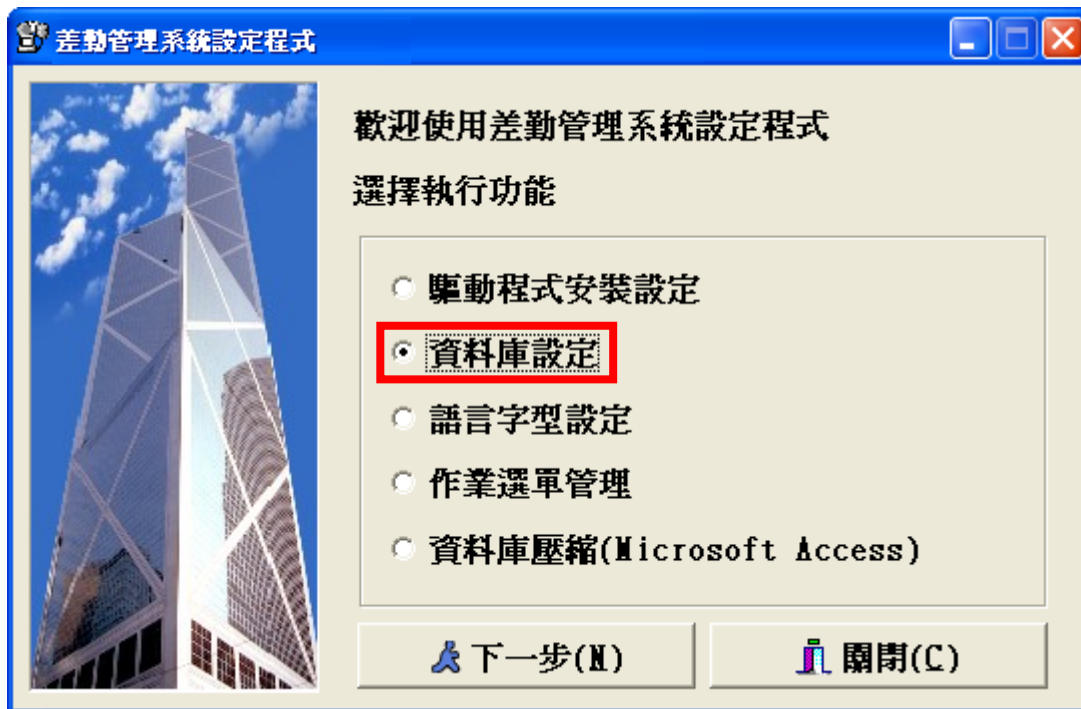 差勤管理系統設定程式
歡迎使用差勤管理系統設定程式
選擇執行功能
驅動程式安裝設定
資料庫設定
語言字型設定
作業選單管理
資料庫壓縮(Microsoft Access)
下一步(N)
關閉(C)